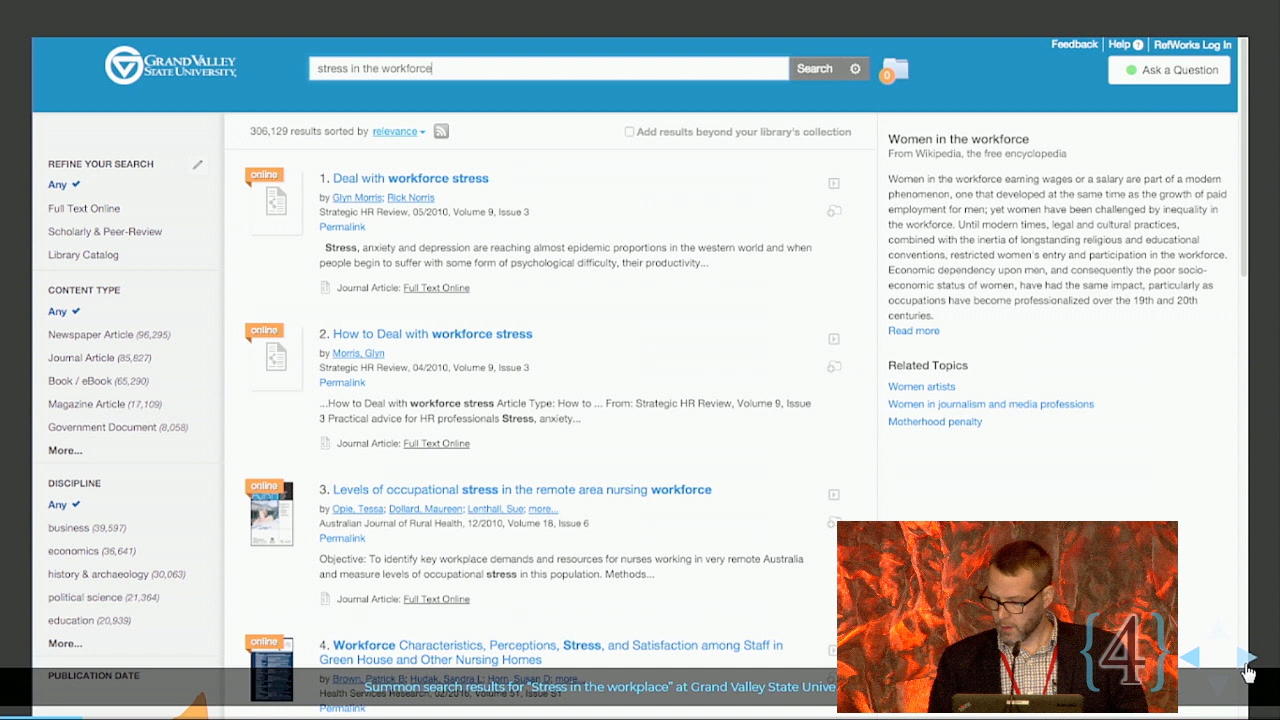 Feedback | Help ? | RefWorks Log In
GRAND VALLEY
STATE UNIVERSITY
stress in the workforce
Search
0
Ask a Question
306,129 results sorted by relevance
Add results beyond your library's collection
REFINE YOUR SEARCH
Any
Full Text Online
Scholarly & Peer-Review
Library Catalog
CONTENT TYPE
Any
Newspaper Article (96,295)
Journal Article (85,827)
Book / eBook (65,290)
Magazine Article (17,109)
Government Document (8,058)
More...
DISCIPLINE
Any
business (39,597)
economics (36,641)
history & archaeology (30,063)
political science (21,364)
education (20,939)
More...
PUBLICATION DATE
online
1. Deal with workforce stress
by Glyn Morris; Rick Norris
Strategic HR Review, 05/2010, Volume 9, Issue 3
Permalink
Stress, anxiety and depression are reaching almost epidemic proportions in the western world and when
people begin to suffer with some form of psychological difficulty, their productivity...
Journal Article: Full Text Online
online
2. How to Deal with workforce stress
by Morris, Glyn
Strategic HR Review, 04/2010, Volume 9, Issue 3
Permalink
...How to Deal with workforce stress Article Type: How to ... From: Strategic HR Review, Volume 9, Issue
3 Practical advice for HR professionals Stress, anxiety...
Journal Article: Full Text Online
online
3. Levels of occupational stress in the remote area nursing workforce
by Opie, Tessa; Dollard, Maureen; Lenthall, Sue; more...
Australian Journal of Rural Health, 12/2010, Volume 18, Issue 6
Permalink
Objective: To identify key workplace demands and resources for nurses working in very remote Australia
and measure levels of occupational stress in this population. Methods...
Journal Article: Full Text Online
online
4. Workforce Characteristics, Perceptions, Stress, and Satisfaction among Staff in
Green House and Other Nursing Homes
by Brown, Patrick B; Hudak, Sandra L; Horn, Susan D; more...
Health Services Research, 02/2016, Volume 51,
Permalink
Women in the workforce
From Wikipedia, the free encyclopedia
Women in the workforce earning wages or a salary are part of a modern
phenomenon, one that developed at the same time as the growth of paid
employment for men; yet women have been challenged by inequality in
the workforce. Until modern times, legal and cultural practices,
combined with the inertia of longstanding religious and educational
conventions, restricted women's entry and participation in the workforce.
Economic dependency upon men, and consequently the poor socio-
economic status of women, have had the same impact, particularly as
occupations have become professionalized over the 19th and 20th
centuries.
Read more
Related Topics
Women artists
Women in journalism and media professions
Motherhood penalty
{4}
Summon search results for "Stress in the workplace" at Grand Valley State Unive